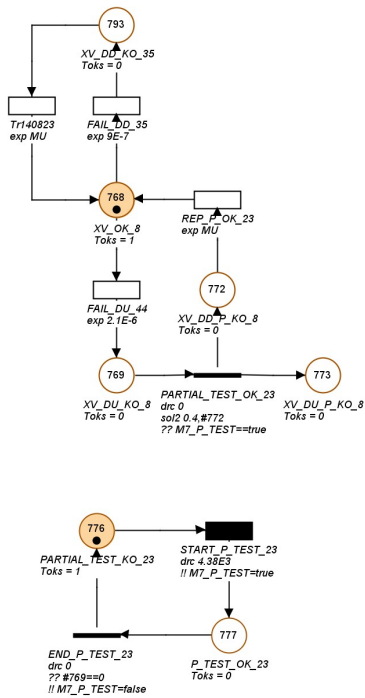 793
XV_DD_KO_35
Toks = 0
Tr140823
exp MU
FAIL_DD_35
exp 9E-7
768
XV_OK_8
Toks = 1
REP_P_OK_23
exp MU
FAIL_DU_44
exp 2.1E-6
772
XV_DD_P_KO_8
Toks = 0
769
XV_DU_KO_8
Toks = 0
PARTIAL_TEST_OK_23
drc 0
sol2 0.4,#772
?? M7_P_TEST==true
773
XV_DU_P_KO_8
Toks = 0
776
PARTIAL_TEST_KO_23
Toks = 1
START_P_TEST_23
drc 4.38E3
!! M7_P_TEST=true
777
P_TEST_OK_23
Toks = 0
END_P_TEST_23
drc 0
?? #769==0
!! M7_P_TEST=false